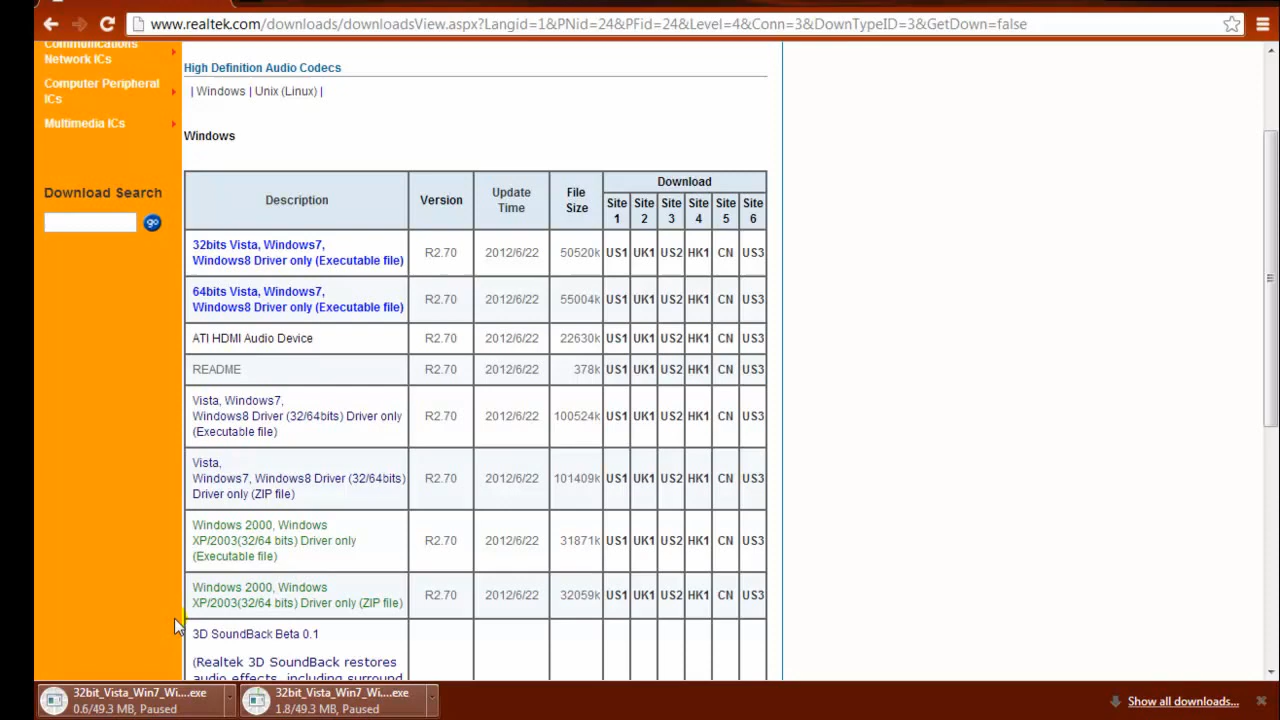 www.realtek.com/downloads/downloadsView.aspx?Langid=1&PNid=24&PFid=24&Level=4&Conn=3&DownTypeID=3&GetDown=false
Communications
Network ICs
Computer Peripheral
ICs
Multimedia ICs
Download Search
go
High Definition Audio Codecs
| Windows | Unix (Linux) |
Windows
Description Version Update Time File Size Download
Site 1 Site 2 Site 3 Site 4 Site 5 Site 6
32bits Vista, Windows7,
Windows8 Driver only (Executable file) R2.70 2012/6/22 50520k US1 UK1 US2 HK1 CN US3
64bits Vista, Windows7,
Windows8 Driver only (Executable file) R2.70 2012/6/22 55004k US1 UK1 US2 HK1 CN US3
ATI HDMI Audio Device R2.70 2012/6/22 22630k US1 UK1 US2 HK1 CN US3
README R2.70 2012/6/22 378k US1 UK1 US2 HK1 CN US3
Vista, Windows7,
Windows8 Driver (32/64bits) Driver only
(Executable file) R2.70 2012/6/22 100524k US1 UK1 US2 HK1 CN US3
Vista,
Windows7, Windows8 Driver (32/64bits)
Driver only (ZIP file) R2.70 2012/6/22 101409k US1 UK1 US2 HK1 CN US3
Windows 2000, Windows
XP/2003(32/64 bits) Driver only
(Executable file) R2.70 2012/6/22 31871k US1 UK1 US2 HK1 CN US3
Windows 2000, Windows
XP/2003(32/64 bits) Driver only (ZIP file) R2.70 2012/6/22 32059k US1 UK1 US2 HK1 CN US3
3D SoundBack Beta 0.1
(Realtek 3D SoundBack restores
audio effects, including surround
32bit_Vista_Win7_Wi....exe
0.6/49.3 MB, Paused
32bit_Vista_Win7_Wi....exe
1.8/49.3 MB, Paused
Show all downloads...